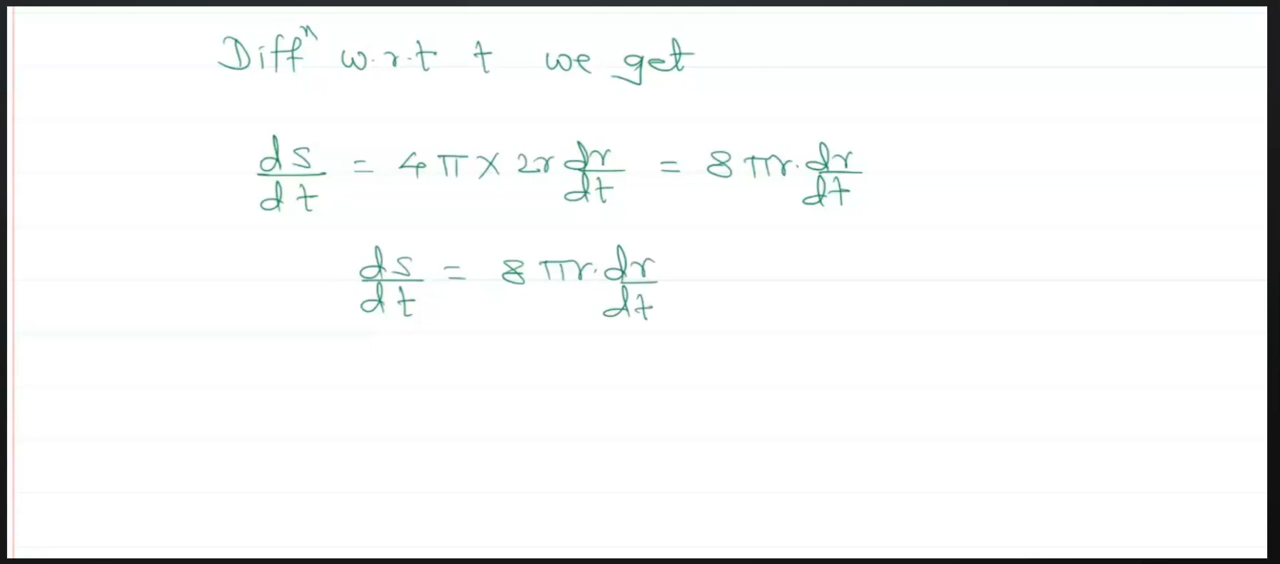 Diffⁿ w.r.t t we get
ds/dt = 4π × 2r dr/dt = 8πr. dr/dt
ds/dt = 8πr. dr/dt